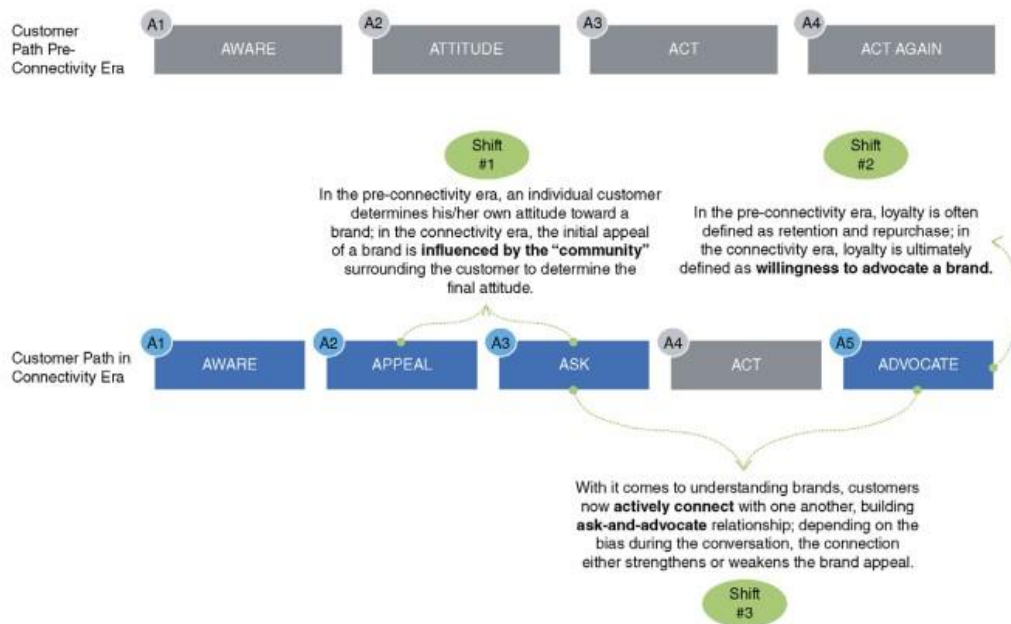 Customer
Path Pre-
Connectivity Era
A1
AWARE
A2
ATTITUDE
A3
ACT
A4
ACT AGAIN
Shift
#1
In the pre-connectivity era, an individual customer
determines his/her own attitude toward a
brand; in the connectivity era, the initial appeal
of a brand is influenced by the “community”
surrounding the customer to determine the
final attitude.
Shift
#2
In the pre-connectivity era, loyalty is often
defined as retention and repurchase; in
the connectivity era, loyalty is ultimately
defined as willingness to advocate a brand.
Customer Path in
Connectivity Era
A1
AWARE
A2
APPEAL
A3
ASK
A4
ACT
A5
ADVOCATE
With it comes to understanding brands, customers
now actively connect with one another, building
ask-and-advocate relationship; depending on the
bias during the conversation, the connection
either strengthens or weakens the brand appeal.
Shift
#3